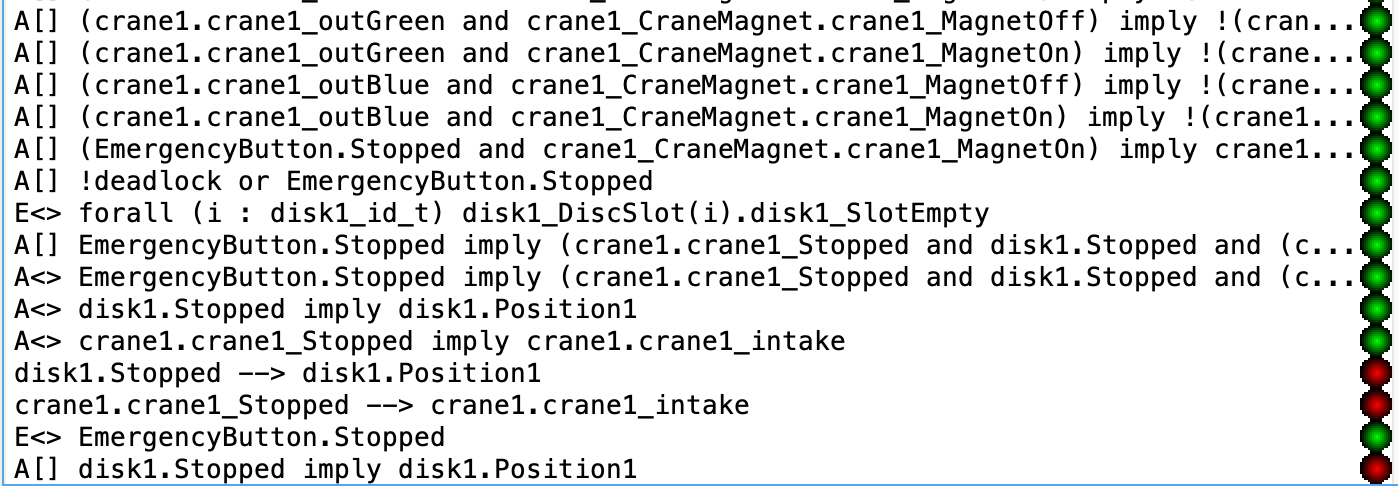 A[] (crane1.crane1_outGreen and crane1_CraneMagnet.crane1_MagnetOff) imply !(cran...
A[] (crane1.crane1_outGreen and crane1_CraneMagnet.crane1_MagnetOn) imply !(crane...
A[] (crane1.crane1_outBlue and crane1_CraneMagnet.crane1_MagnetOff) imply !(crane...
A[] (crane1.crane1_outBlue and crane1_CraneMagnet.crane1_MagnetOn) imply !(crane1...
A[] (EmergencyButton.Stopped and crane1_CraneMagnet.crane1_MagnetOn) imply crane1...
A[] !deadlock or EmergencyButton.Stopped
E<> forall (i : disk1_id_t) disk1_DiscSlot(i).disk1_SlotEmpty
A[] EmergencyButton.Stopped imply (crane1.crane1_Stopped and disk1.Stopped and (c...
A<> EmergencyButton.Stopped imply (crane1.crane1_Stopped and disk1.Stopped and (c...
A<> disk1.Stopped imply disk1.Position1
A<> crane1.crane1_Stopped imply crane1.crane1_intake
disk1.Stopped --> disk1.Position1
crane1.crane1_Stopped --> crane1.crane1_intake
E<> EmergencyButton.Stopped
A[] disk1.Stopped imply disk1.Position1